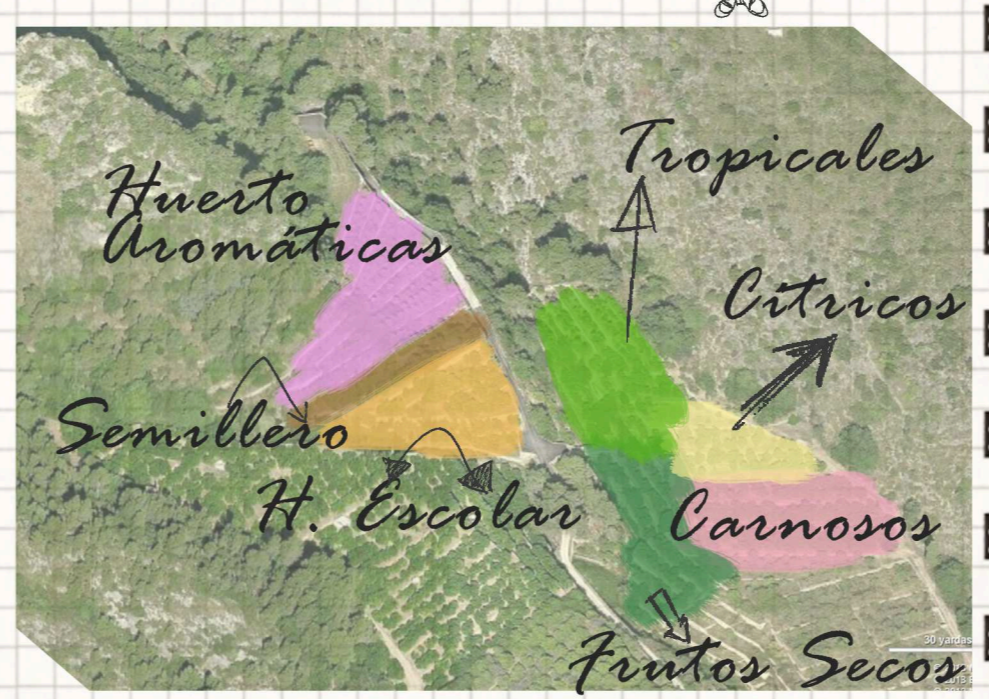 Tropicales
Huerto
Aromáticas
Cítricos
Semillero
H. Escolar
Carnosos
30 yardas
Frutos Secos